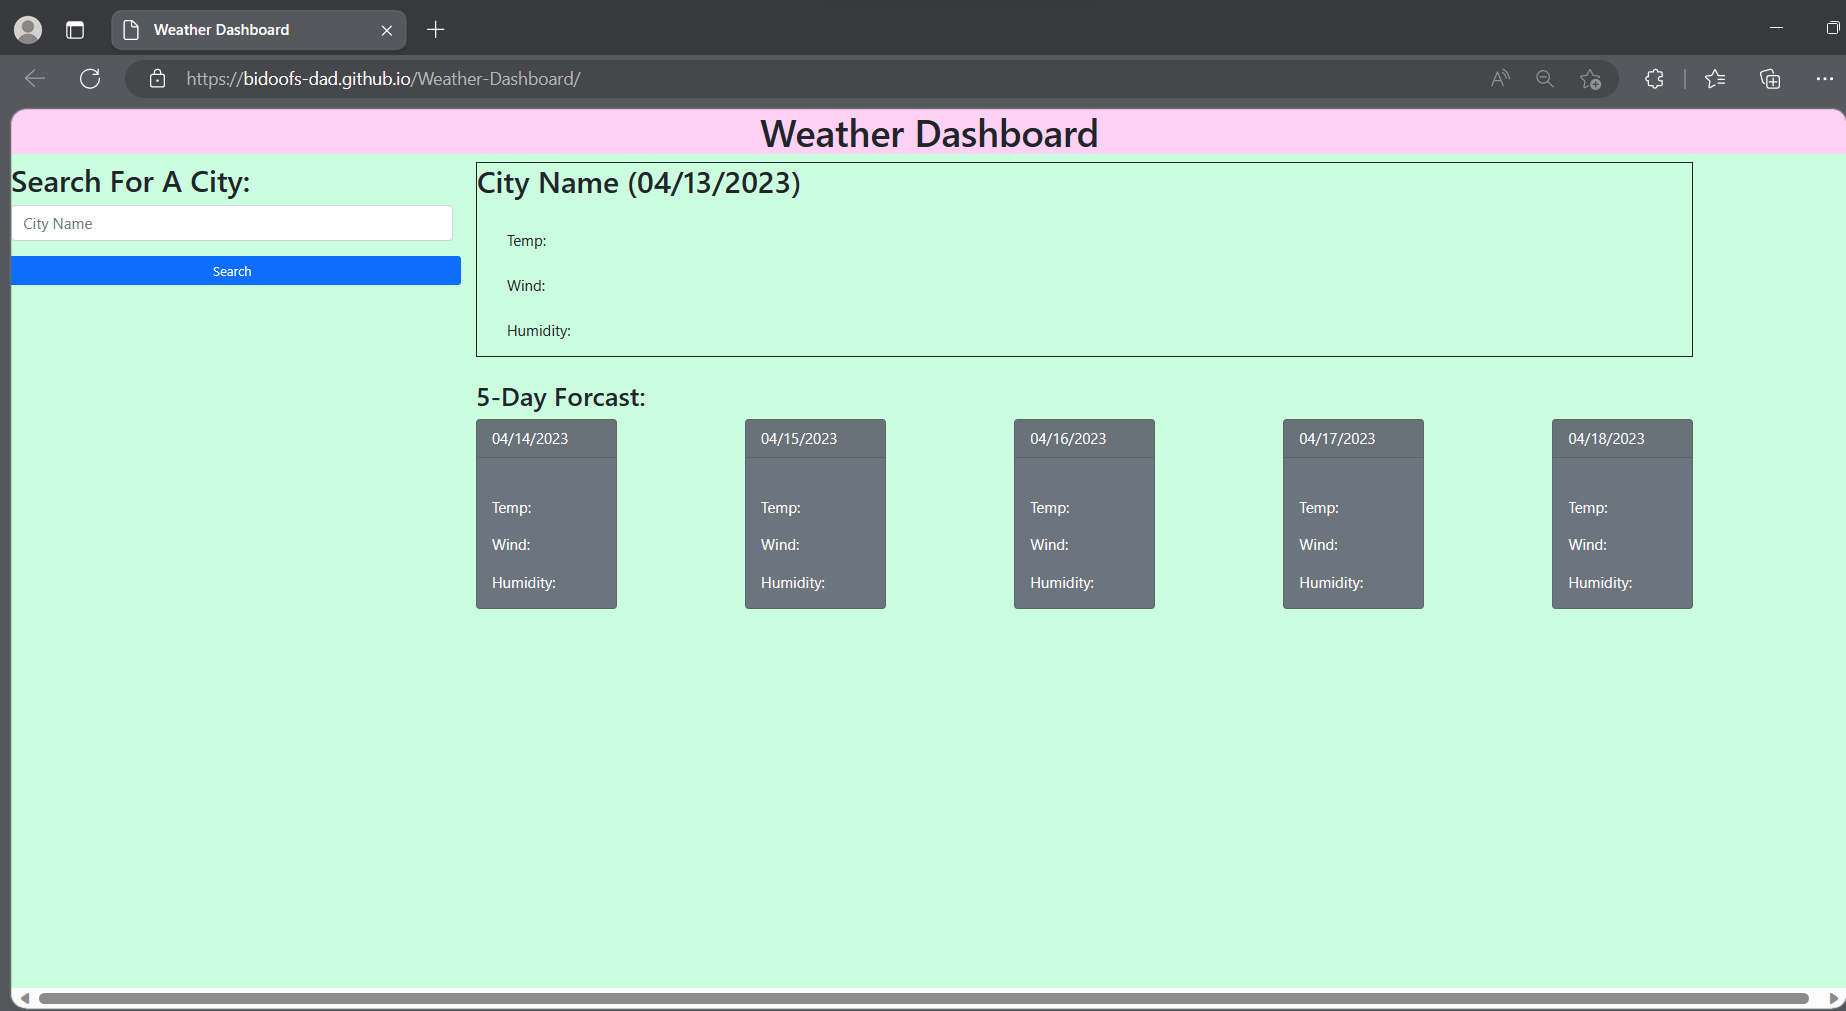 Weather Dashboard
https://bidoofs-dad.github.io/Weather-Dashboard/
Weather Dashboard
Search For A City:
City Name
Search
City Name (04/13/2023)
Temp:
Wind:
Humidity:
5-Day Forcast:
04/14/2023
Temp:
Wind:
Humidity:
04/15/2023
Temp:
Wind:
Humidity:
04/16/2023
Temp:
Wind:
Humidity:
04/17/2023
Temp:
Wind:
Humidity:
04/18/2023
Temp:
Wind:
Humidity: